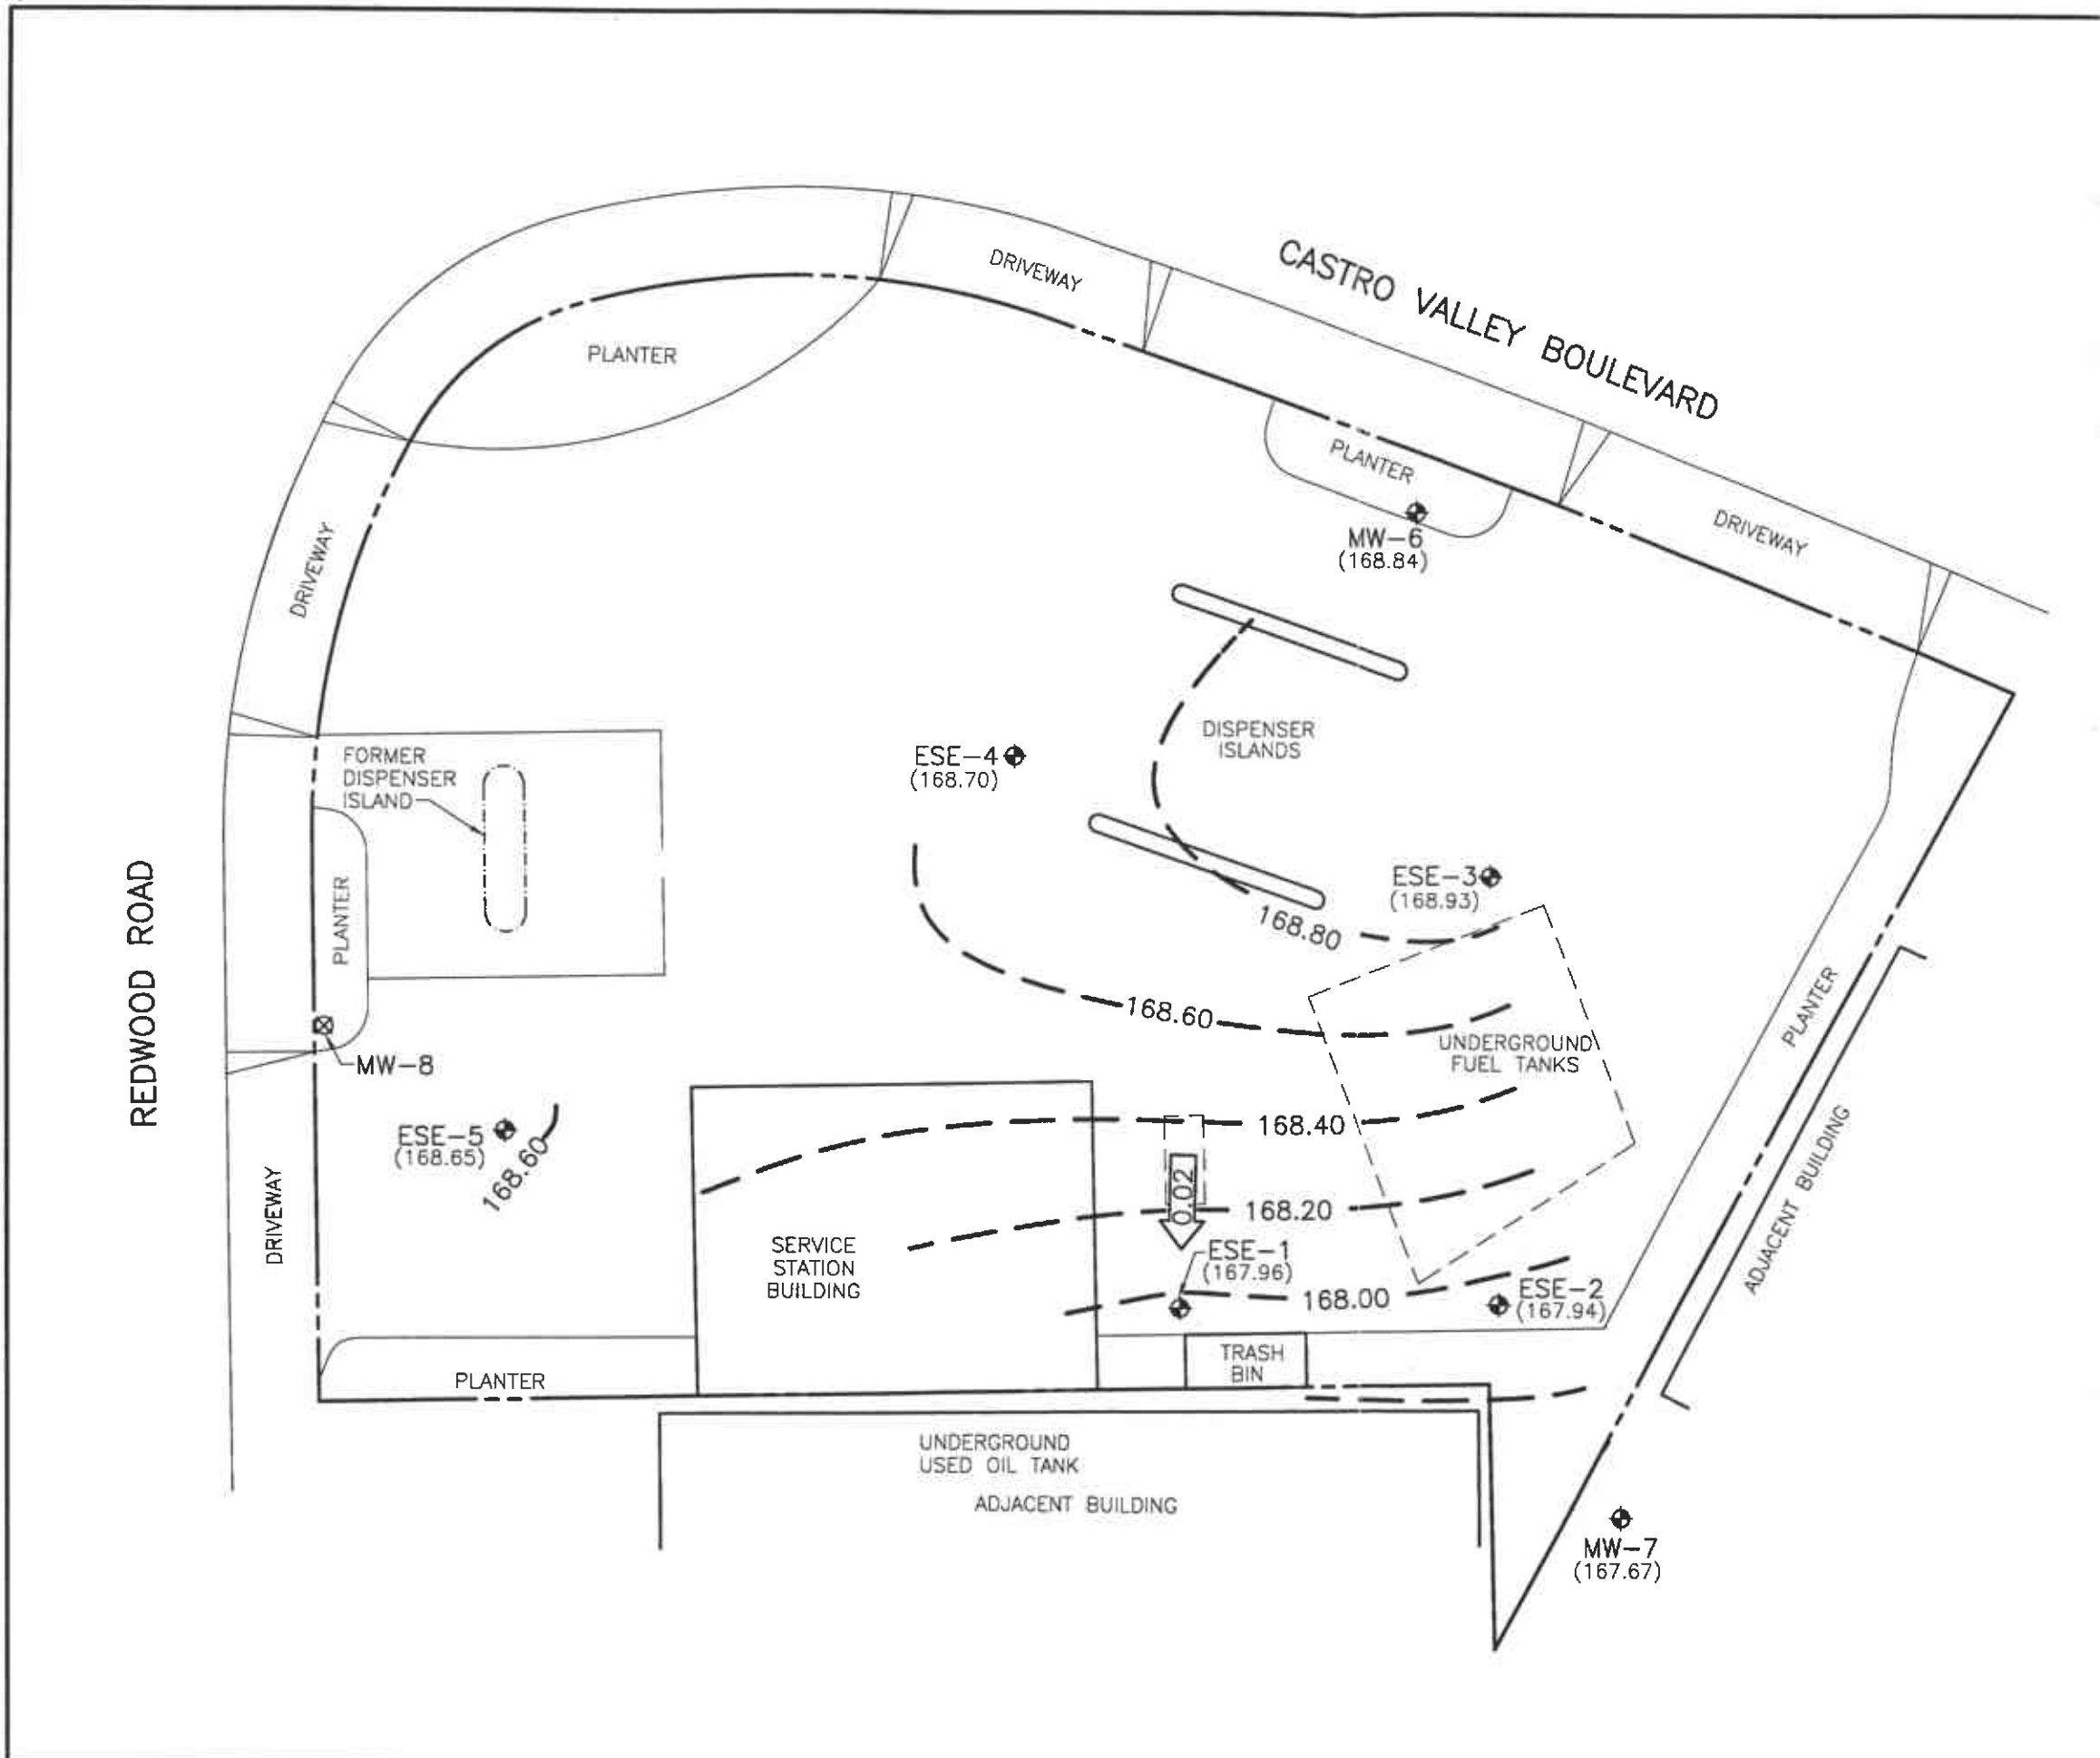 CASTRO VALLEY BOULEVARD
DRIVEWAY
PLANTER
PLANTER
MW-6
(168.84)
DRIVEWAY
DRIVEWAY
DISPENSER
ISLANDS
ESE-4
(168.70)
FORMER
DISPENSER
ISLAND
PLANTER
REDWOOD ROAD
ESE-3
(168.93)
168.80
168.60
UNDERGROUND
FUEL TANKS
PLANTER
MW-8
ESE-5
(168.65)
168.60
168.40
ADJACENT BUILDING
DRIVEWAY
0.02
168.20
SERVICE
STATION
BUILDING
ESE-1
(167.96)
168.00
ESE-2
(167.94)
TRASH
BIN
PLANTER
UNDERGROUND
USED OIL TANK
ADJACENT BUILDING
MW-7
(167.67)